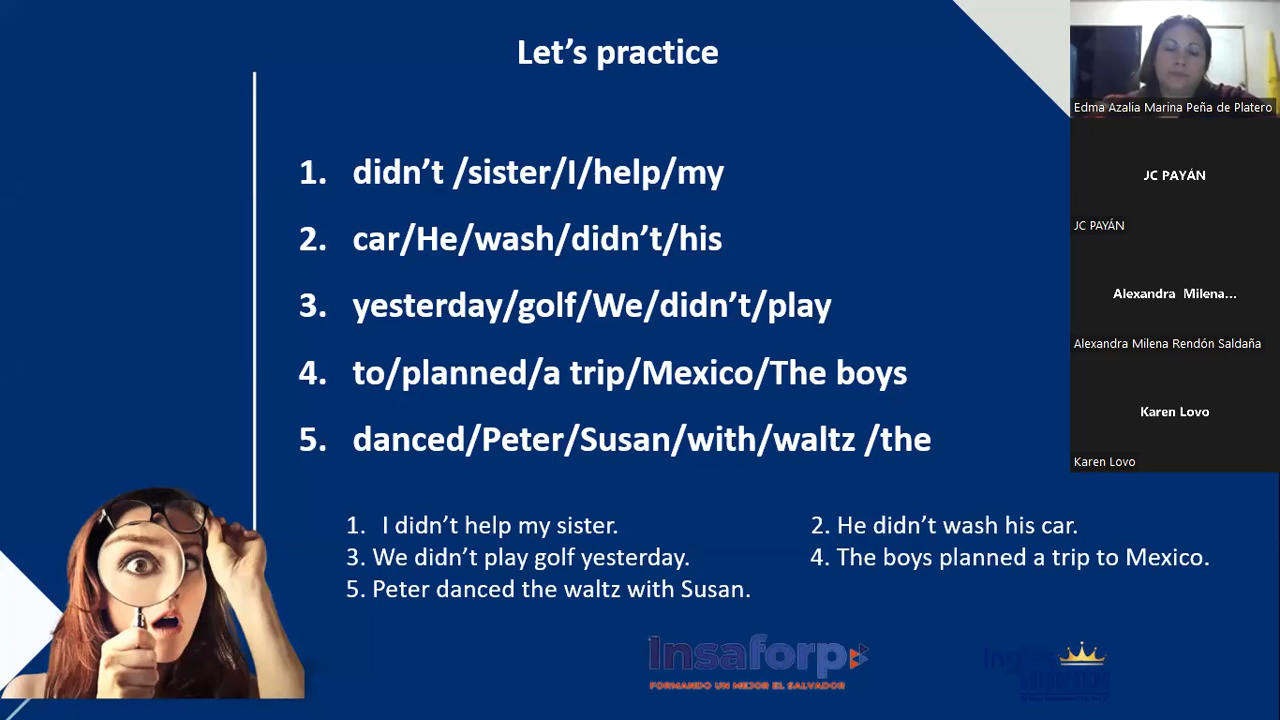 Let's practice
1. didn't /sister/I/help/my
2. car/He/wash/didn't/his
3. yesterday/golf/We/didn't/play
4. to/planned/a trip/Mexico/The boys
5. danced/Peter/Susan/with/waltz /the
1. I didn't help my sister.
2. He didn't wash his car.
3. We didn't play golf yesterday.
4. The boys planned a trip to Mexico.
5. Peter danced the waltz with Susan.
Insaforp
FORMANDO UN MEJOR EL SALVADOR
Edma Azalia Marina Peña de Platero
JC PAYÁN
JC PAYÁN
Alexandra Milena...
Alexandra Milena Rendón Saldaña
Karen Lovo
Karen Lovo